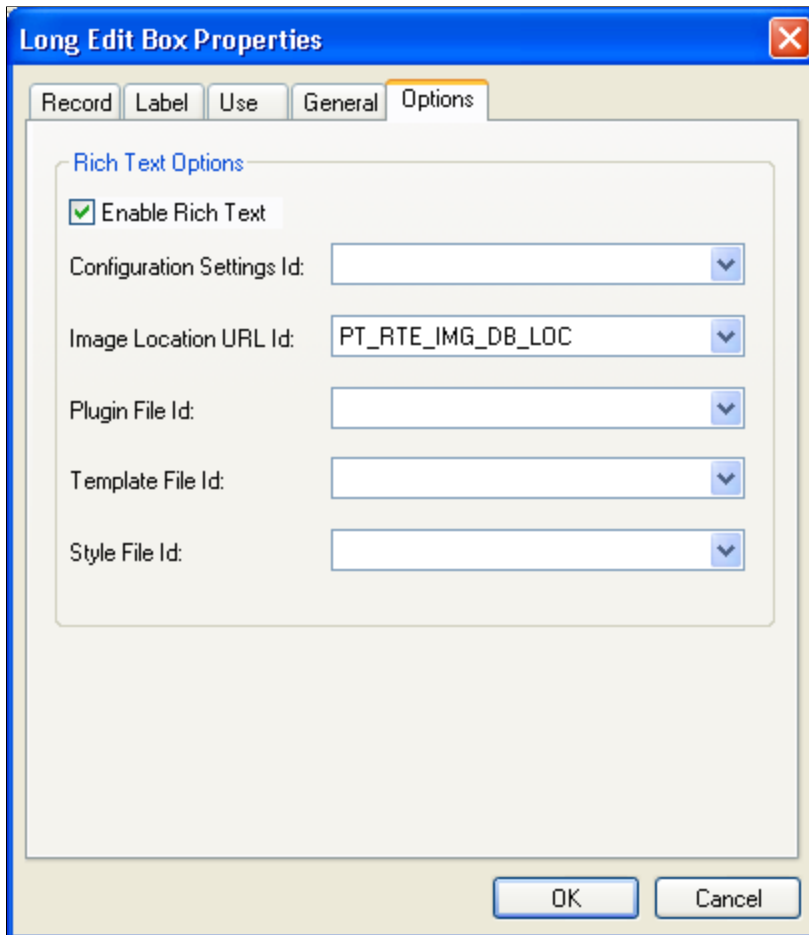 Long Edit Box Properties
Record Label Use General Options
Rich Text Options
Enable Rich Text
Configuration Settings Id:
Image Location URL Id: PT_RTE_IMG_DB_LOC
Plugin File Id:
Template File Id:
Style File Id:
OK Cancel